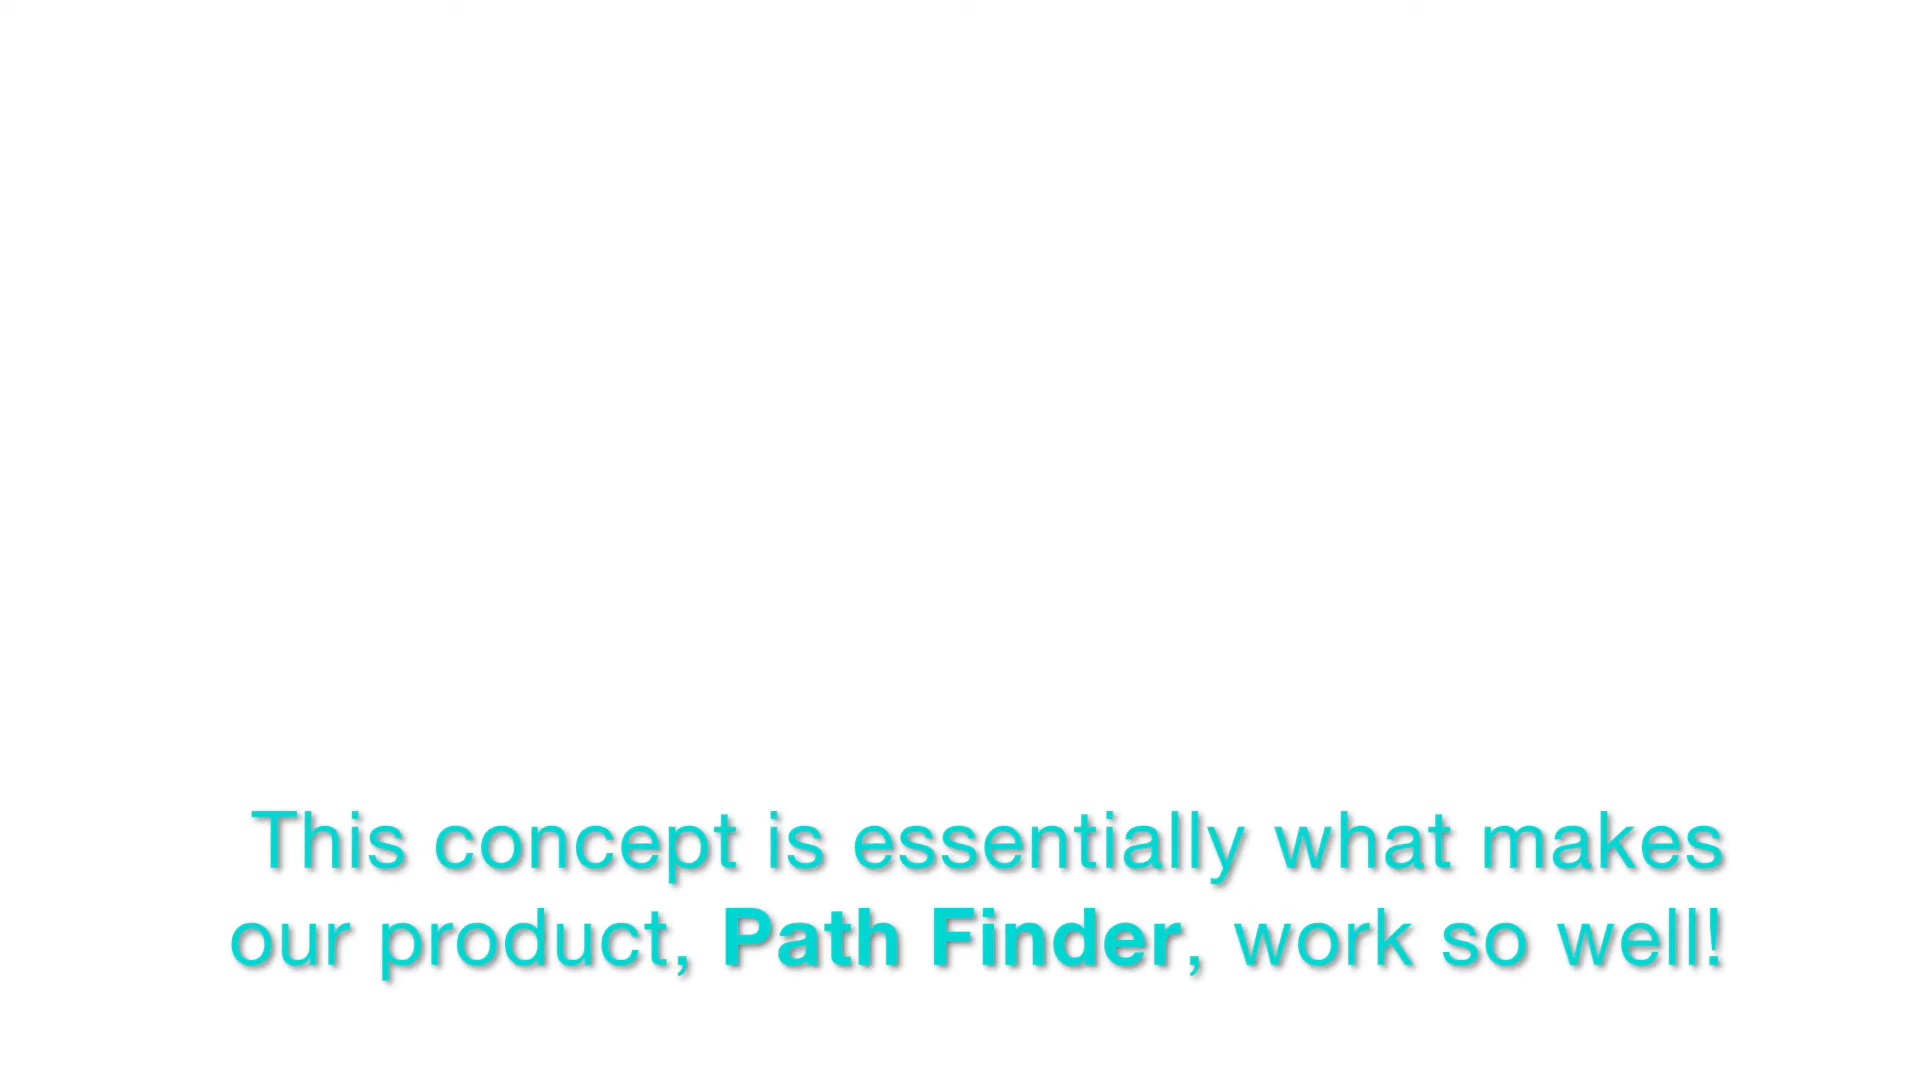 This concept is essentially what makes
our product, Path Finder, work so well!